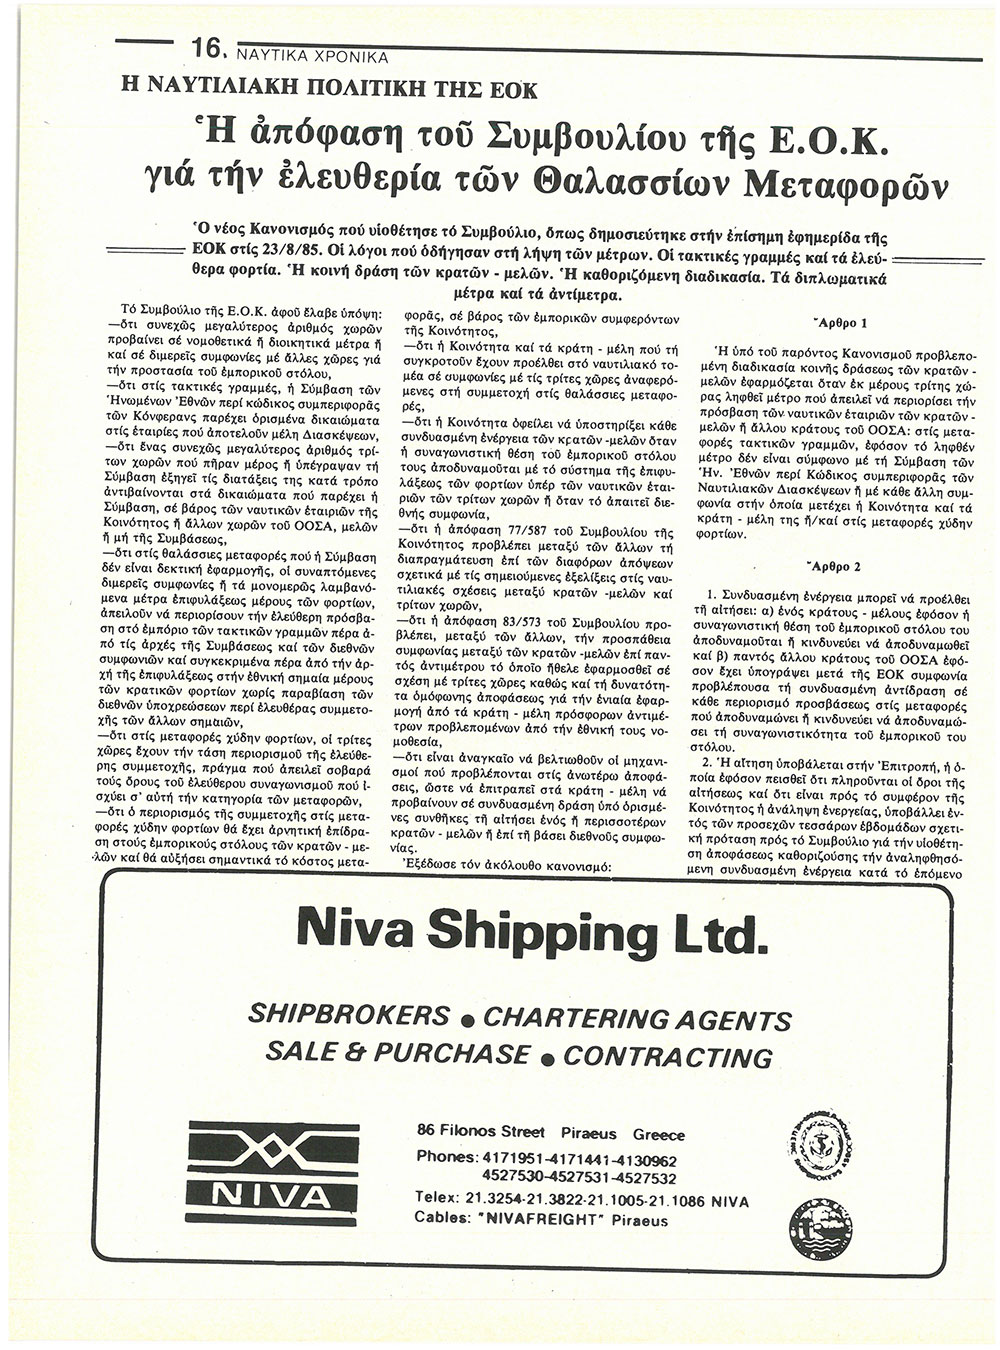 16. ΝΑΥΤΙΚΑ ΧΡΟΝΙΚΑ
Η ΝΑΥΤΙΛΙΑΚΗ ΠΟΛΙΤΙΚΗ ΤΗΣ ΕΟΚ
Ἡ ἀπόφαση τοῦ Συμβουλίου τῆς Ε.Ο.Κ.
γιά τήν ἐλευθερία τῶν Θαλασσίων Μεταφορῶν
Ὁ νέος Κανονισμός πού υἱοθέτησε τό Συμβούλιο, ὅπως δημοσιεύτηκε στήν ἐπίσημη ἐφημερίδα τῆς
ΕΟΚ στίς 23/8/85. Οἱ λόγοι πού ὁδήγησαν στή λήψη τῶν μέτρων. Οἱ τακτικές γραμμές καί τά ἐλεύ-
θερα φορτία. Ἡ κοινή δράση τῶν κρατῶν - μελῶν. Ἡ καθοριζόμενη διαδικασία. Τά διπλωματικά
μέτρα καί τά ἀντίμετρα.
Τό Συμβούλιο τῆς Ε.Ο.Κ. ἀφοῦ ἔλαβε ὑπόψη:
—ὅτι συνεχῶς μεγαλύτερος ἀριθμός χωρῶν
προβαίνει σέ νομοθετικά ἤ διοικητικά μέτρα ἤ
καί σέ διμερεῖς συμφωνίες μέ ἄλλες χῶρες γιά
τήν προστασία τοῦ ἐμπορικοῦ στόλου,
—ὅτι στίς τακτικές γραμμές, ἡ Σύμβαση τῶν
Ἡνωμένων Ἐθνῶν περί κώδικος συμπεριφορᾶς
τῶν Κόνφερανς παρέχει ὁρισμένα δικαιώματα
στίς ἑταιρίες πού ἀποτελοῦν μέλη Διασκέψεων,
—ὅτι ἕνας συνεχῶς μεγαλύτερος ἀριθμός τρί-
των χωρῶν πού πῆραν μέρος ἤ ὑπέγραψαν τή
Σύμβαση ἐξηγεῖ τίς διατάξεις της κατά τρόπο
ἀντιβαίνονται στά δικαιώματα πού παρέχει ἡ
Σύμβαση, σέ βάρος τῶν ναυτικῶν ἑταιριῶν τῆς
Κοινότητος ἤ ἄλλων χωρῶν τοῦ ΟΟΣΑ, μελῶν
ἤ μή τῆς Συμβάσεως,
—ὅτι στίς θαλάσσιες μεταφορές πού ἡ Σύμβαση
δέν εἶναι δεκτική ἐφαρμογῆς, οἱ συναπτόμενες
διμερεῖς συμφωνίες ἤ τά μονομερῶς λαμβανό-
μενα μέτρα ἐπιφυλάξεως μέρους τῶν φορτίων,
ἀπειλοῦν νά περιορίσουν τήν ἐλεύθερη πρόσβα-
ση στό ἐμπόριο τῶν τακτικῶν γραμμῶν πέρα ἀ-
πό τίς ἀρχές τῆς Συμβάσεως καί τῶν διεθνῶν
συμφωνιῶν καί συγκεκριμένα πέρα ἀπό τήν ἀρ-
χή τῆς ἐπιφυλάξεως στήν ἐθνική σημαία μέρους
τῶν κρατικῶν φορτίων χωρίς παραβίαση τῶν
διεθνῶν ὑποχρεώσεων περί ἐλευθέρας συμμετο-
χῆς τῶν ἄλλων σημαιῶν,
—ὅτι στίς μεταφορές χύδην φορτίων, οἱ τρίτες
χῶρες ἔχουν τήν τάση περιορισμοῦ τῆς ἐλεύθε-
ρης συμμετοχῆς, πράγμα πού ἀπειλεῖ σοβαρά
τούς ὅρους τοῦ ἐλεύθερου συναγωνισμοῦ πού ἰ-
σχύει σ' αὐτή τήν κατηγορία τῶν μεταφορῶν,
—ὅτι ὁ περιορισμός τῆς συμμετοχῆς στίς μετα-
φορές χύδην φορτίων θά ἔχει ἀρνητική ἐπίδρα-
ση στούς ἐμπορικούς στόλους τῶν κρατῶν - με-
λῶν καί θά αὐξήσει σημαντικά τό κόστος μετα-
φορᾶς, σέ βάρος τῶν ἐμπορικῶν συμφερόντων
τῆς Κοινότητος,
—ὅτι ἡ Κοινότητα καί τά κράτη - μέλη πού τή
συγκροτοῦν ἔχουν προέλθει στό ναυτιλιακό το-
μέα σέ συμφωνίες μέ τίς τρίτες χῶρες ἀναφερό-
μενες στή συμμετοχή στίς θαλάσσιες μεταφο-
ρές,
—ὅτι ἡ Κοινότητα ὀφείλει νά ὑποστηρίξει κάθε
συνδυασμένη ἐνέργεια τῶν κρατῶν -μελῶν ὅταν
ἡ συναγωνιστική θέση τοῦ ἐμπορικοῦ στόλου
τους ἀποδυναμοῦται μέ τό σύστημα τῆς ἐπιφυ-
λάξεως τῶν φορτίων ὑπέρ τῶν ναυτικῶν ἑται-
ριῶν τῶν τρίτων χωρῶν ἤ ὅταν τό ἀπαιτεῖ διε-
θνής συμφωνία,
—ὅτι ἡ ἀπόφαση 77/587 τοῦ Συμβουλίου τῆς
Κοινότητος προβλέπει μεταξύ τῶν ἄλλων τή
διαπραγμάτευση ἐπί τῶν διαφόρων ἀπόψεων
σχετικά μέ τίς σημειούμενες ἐξελίξεις στίς ναυ-
τιλιακές σχέσεις μεταξύ κρατῶν -μελῶν καί
τρίτων χωρῶν,
—ὅτι ἡ ἀπόφαση 83/573 τοῦ Συμβουλίου προ-
βλέπει, μεταξύ τῶν ἄλλων, τήν προσπάθεια
συμφωνίας μεταξύ τῶν κρατῶν -μελῶν ἐπί παν-
τός ἀντιμέτρου τό ὁποῖο ἤθελε ἐφαρμοσθεῖ σέ
σχέση μέ τρίτες χῶρες καθώς καί τή δυνατότη-
τα ὁμόφωνης ἀποφάσεως γιά τήν ἑνιαία ἐφαρ-
μογή ἀπό τά κράτη - μέλη πρόσφορων ἀντιμέ-
τρων προβλεπομένων ἀπό τήν ἐθνική τους νο-
μοθεσία,
—ὅτι εἶναι ἀναγκαῖο νά βελτιωθοῦν οἱ μηχανι-
σμοί πού προβλέπονται στίς ἀνωτέρω ἀποφά-
σεις, ὥστε νά ἐπιτραπεῖ στά κράτη - μέλη νά
προβαίνουν σέ συνδυασμένη δράση ὑπό ὁρισμέ-
νες συνθῆκες τῆ αἰτήσει ἑνός ἤ περισσοτέρων
κρατῶν - μελῶν ἤ ἐπί τῆ βάσει διεθνοῦς συμφω-
νίας.
Ἐξέδωσε τόν ἀκόλουθο κανονισμό:
Ἄρθρο 1
Ἡ ὑπό τοῦ παρόντος Κανονισμοῦ προβλεπο-
μένη διαδικασία κοινῆς δράσεως τῶν κρατῶν -
μελῶν ἐφαρμόζεται ὅταν ἐκ μέρους τρίτης χώ-
ρας ληφθεῖ μέτρο πού ἀπειλεῖ νά περιορίσει τήν
πρόσβαση τῶν ναυτικῶν ἑταιριῶν τῶν κρατῶν -
μελῶν ἤ ἄλλου κράτους τοῦ ΟΟΣΑ: στίς μετα-
φορές τακτικῶν γραμμῶν, ἐφόσον τό ληφθέν
μέτρο δέν εἶναι σύμφωνο μέ τή Σύμβαση τῶν
Ἡν. Ἐθνῶν περί Κώδικος συμπεριφορᾶς τῶν
Ναυτιλιακῶν Διασκέψεων ἤ μέ κάθε ἄλλη συμ-
φωνία στήν ὁποία μετέχει ἡ Κοινότητα καί τά
κράτη - μέλη της ἤ/καί στίς μεταφορές χύδην
φορτίων.
Ἄρθρο 2
1. Συνδυασμένη ἐνέργεια μπορεῖ νά προέλθει
τῆ αἰτήσει: α) ἑνός κράτους - μέλους ἐφόσον ἡ
συναγωνιστική θέση τοῦ ἐμπορικοῦ στόλου του
ἀποδυναμοῦται ἤ κινδυνεύει νά ἀποδυναμωθεῖ
καί β) παντός ἄλλου κράτους τοῦ ΟΟΣΑ ἐφό-
σον ἔχει ὑπογράψει μετά τῆς ΕΟΚ συμφωνία
προβλέπουσα τή συνδυασμένη ἀντίδραση σέ
κάθε περιορισμό προσβάσεως στίς μεταφορές
πού ἀποδυναμώνει ἤ κινδυνεύει νά ἀποδυναμώ-
σει τή συναγωνιστικότητα τοῦ ἐμπορικοῦ του
στόλου.
2. Ἡ αἴτηση ὑποβάλεται στήν Ἐπιτροπή, ἡ ὁ-
ποία ἐφόσον πεισθεῖ ὅτι πληροῦνται οἱ ὅροι τῆς
αἰτήσεως καί ὅτι εἶναι πρός τό συμφέρον τῆς
Κοινότητος ἡ ἀνάληψη ἐνεργείας, ὑποβάλλει ἐν-
τός τῶν προσεχῶν τεσσάρων ἑβδομάδων σχετι-
κή πρόταση πρός τό Συμβούλιο γιά τήν υἱοθέτη-
ση ἀποφάσεως καθοριζούσης τήν ἀναληφθησό-
μενη συνδυασμένη ἐνέργεια κατά τό ἑπόμενο
Niva Shipping Ltd.
SHIPBROKERS ● CHARTERING AGENTS
SALE & PURCHASE ● CONTRACTING
NIVA
86 Filonos Street Piraeus Greece
Phones: 4171951-4171441-4130962
4527530-4527531-4527532
Telex: 21.3254-21.3822-21.1005-21.1086 NIVA
Cables: "NIVAFREIGHT" Piraeus